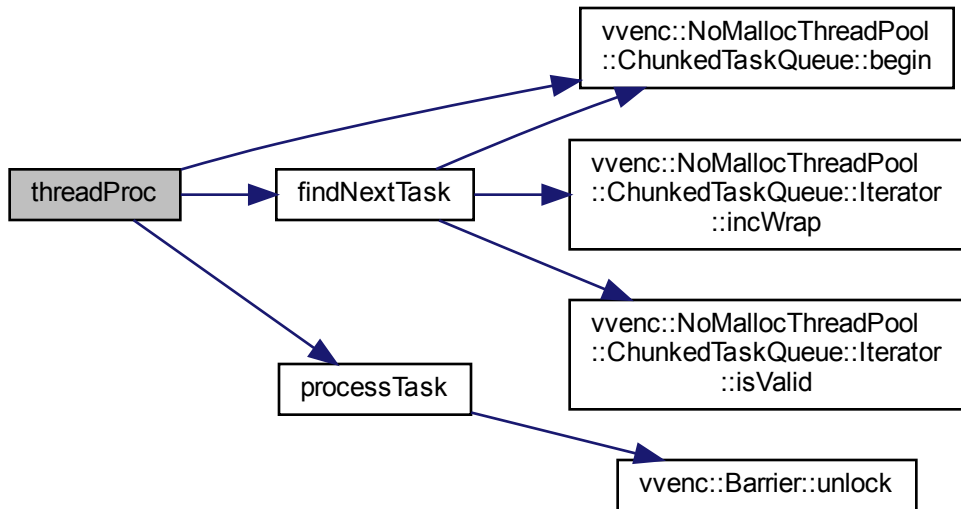 threadProc
findNextTask
processTask
vvenc::NoMallocThreadPool
::ChunkedTaskQueue::begin
vvenc::NoMallocThreadPool
::ChunkedTaskQueue::Iterator
::incWrap
vvenc::NoMallocThreadPool
::ChunkedTaskQueue::Iterator
::isValid
vvenc::Barrier::unlock